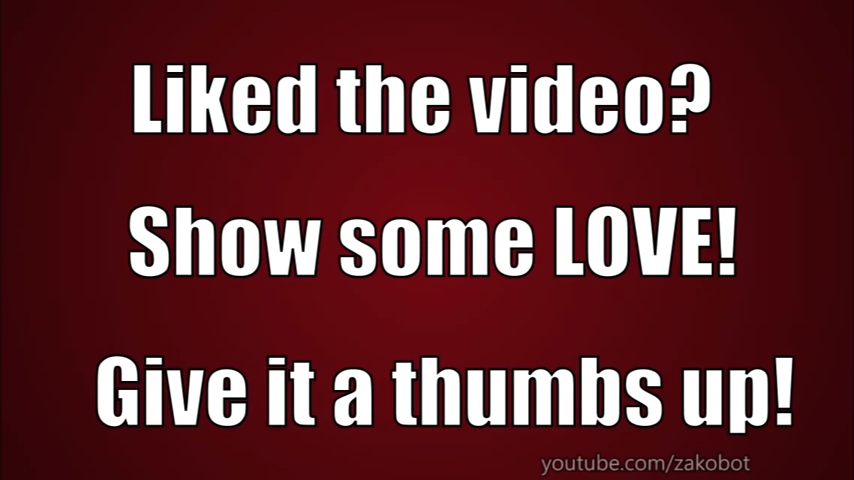 Liked the video?
Show some LOVE!
Give it a thumbs up!
youtube.com/zakobot